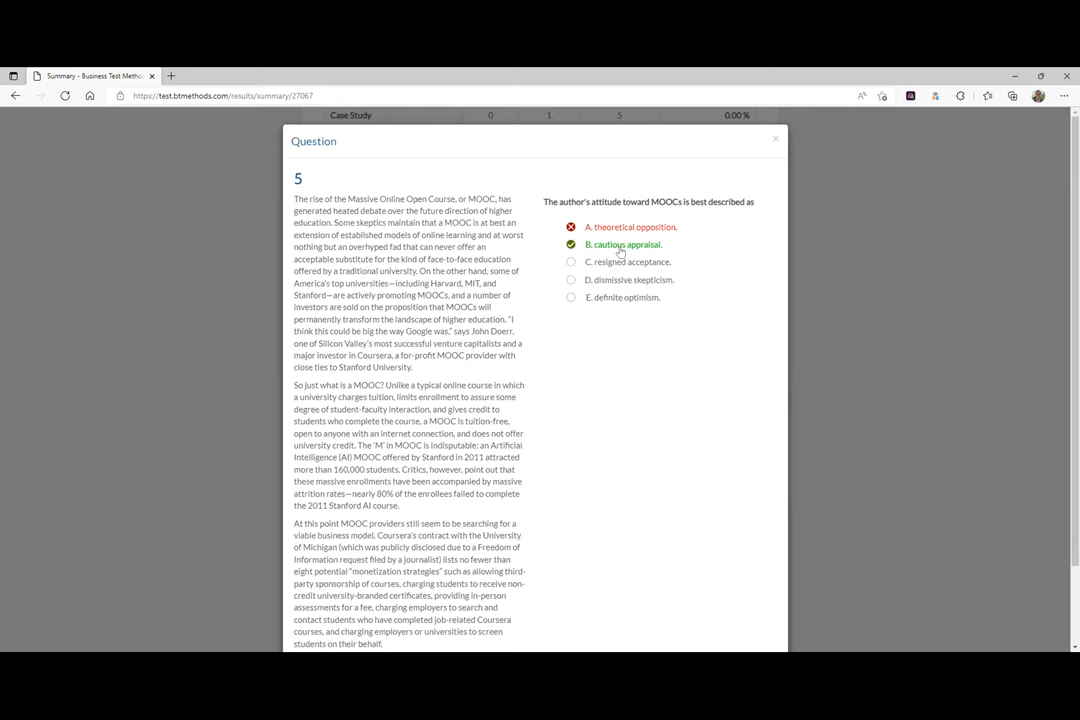 Summary - Business Test Metho
https://test.btmethods.com/results/summary/27067
Case Study 0 1 5 0.00 %
Question
5
The rise of the Massive Online Open Course, or MOOC, has
generated heated debate over the future direction of higher
education. Some skeptics maintain that a MOOC is at best an
extension of established models of online learning and at worst
nothing but an overhyped fad that can never offer an
acceptable substitute for the kind of face-to-face education
offered by a traditional university. On the other hand, some of
America's top universities—including Harvard, MIT, and
Stanford—are actively promoting MOOCs, and a number of
investors are sold on the proposition that MOOCs will
permanently transform the landscape of higher education. "I
think this could be big the way Google was," says John Doerr,
one of Silicon Valley's most successful venture capitalists and a
major investor in Coursera, a for-profit MOOC provider with
close ties to Stanford University.
So just what is a MOOC? Unlike a typical online course in which
a university charges tuition, limits enrollment to assure some
degree of student-faculty interaction, and gives credit to
students who complete the course, a MOOC is tuition-free,
open to anyone with an internet connection, and does not offer
university credit. The 'M' in MOOC is indisputable: an Artificial
Intelligence (AI) MOOC offered by Stanford in 2011 attracted
more than 160,000 students. Critics, however, point out that
these massive enrollments have been accompanied by massive
attrition rates—nearly 80% of the enrollees failed to complete
the 2011 Stanford AI course.
At this point MOOC providers still seem to be searching for a
viable business model. Coursera's contract with the University
of Michigan (which was publicly disclosed due to a Freedom of
Information request filed by a journalist) lists no fewer than
eight potential "monetization strategies" such as allowing third-
party sponsorship of courses, charging students to receive non-
credit university-branded certificates, providing in-person
assessments for a fee, charging employers to search and
contact students who have completed job-related Coursera
courses, and charging employers or universities to screen
students on their behalf.
The author's attitude toward MOOCs is best described as
A. theoretical opposition.
B. cautious appraisal.
C. resigned acceptance.
D. dismissive skepticism.
E. definite optimism.